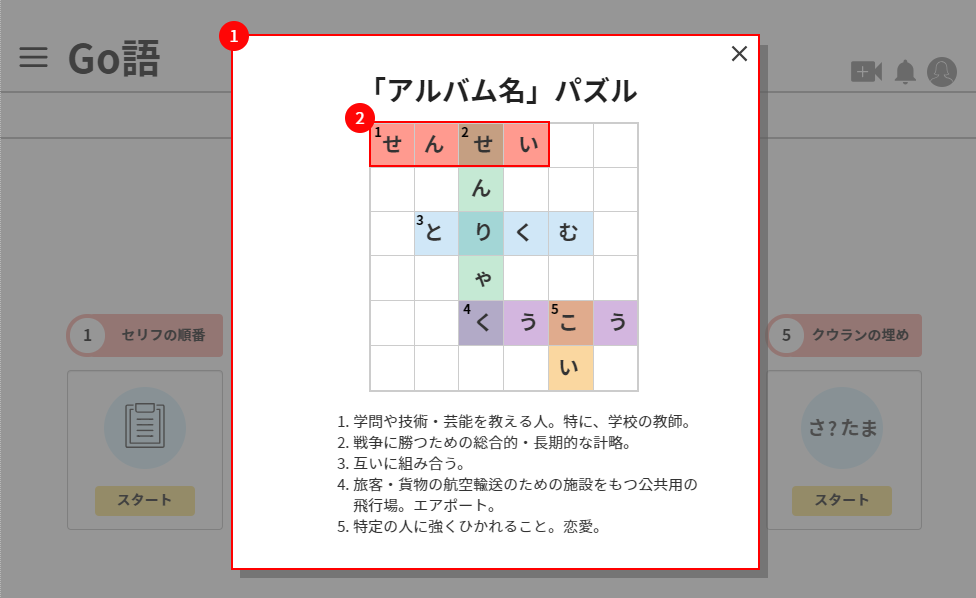 1
Go語
「アルバム名」パズル
2
1せ ん 2せ い
ん
3と り く む
ゃ
4く う 5こ う
い
1 セリフの順番
5 クウランの埋め
さ?たま
スタート
スタート
1. 学問や技術・芸能を教える人。特に、学校の教師。
2. 戦争に勝つための総合的・長期的な計略。
3. 互いに組み合う。
4. 旅客・貨物の航空輸送のための施設をもつ公共用の
飛行場。エアポート。
5. 特定の人に強くひかれること。恋愛。